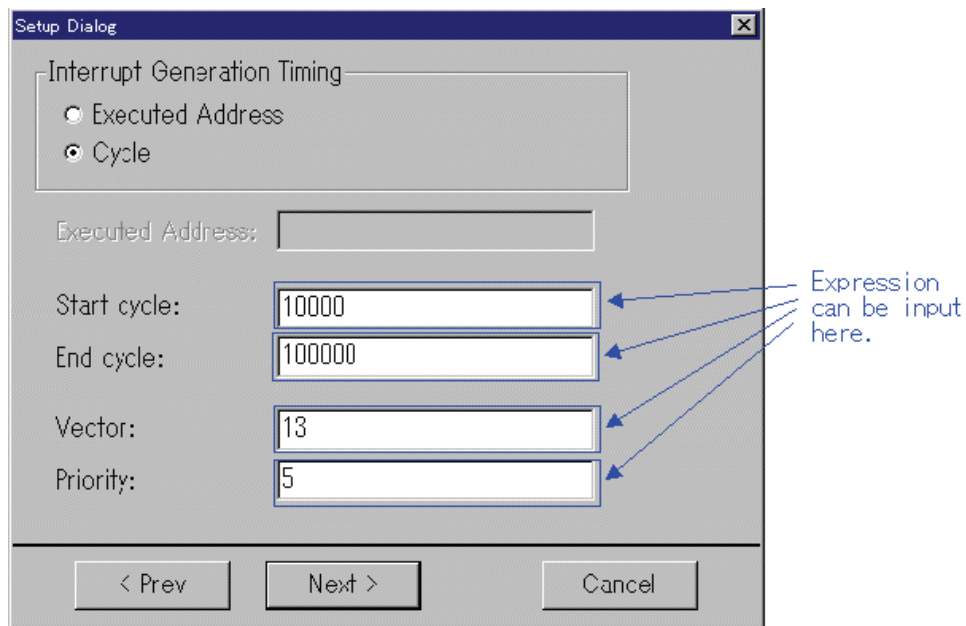 Setup Dialog
Interrupt Generation Timing
Executed Address
Cycle
Executed Address:
Start cycle: 10000
End cycle: 100000
Vector: 13
Priority: 5
Expression
can be input
here.
< Prev Next > Cancel